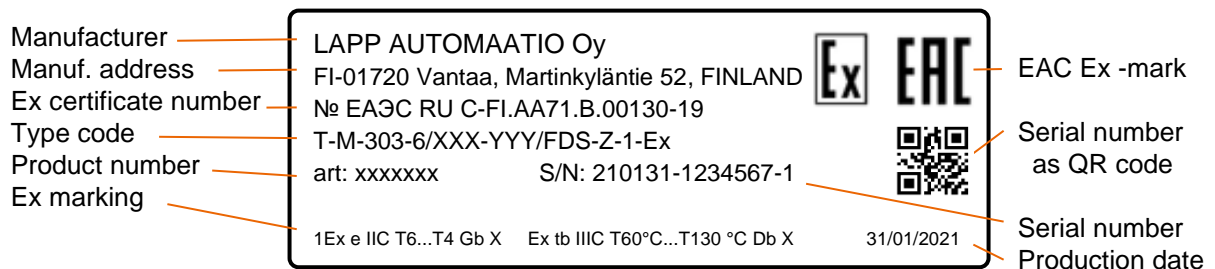 Manufacturer
Manuf. address
Ex certificate number
Type code
Product number
Ex marking
LAPP AUTOMAATIO Oy
FI-01720 Vantaa, Martinkyläntie 52, FINLAND
№ ЕАЭС RU C-FI.AA71.B.00130-19
T-M-303-6/XXX-YYY/FDS-Z-1-Ex
art: xxxxxxx S/N: 210131-1234567-1
1Ex e IIC T6...T4 Gb X Ex tb IIIC T60°C...T130 °C Db X 31/01/2021
Ex EAC
EAC Ex -mark
Serial number
as QR code
Serial number
Production date